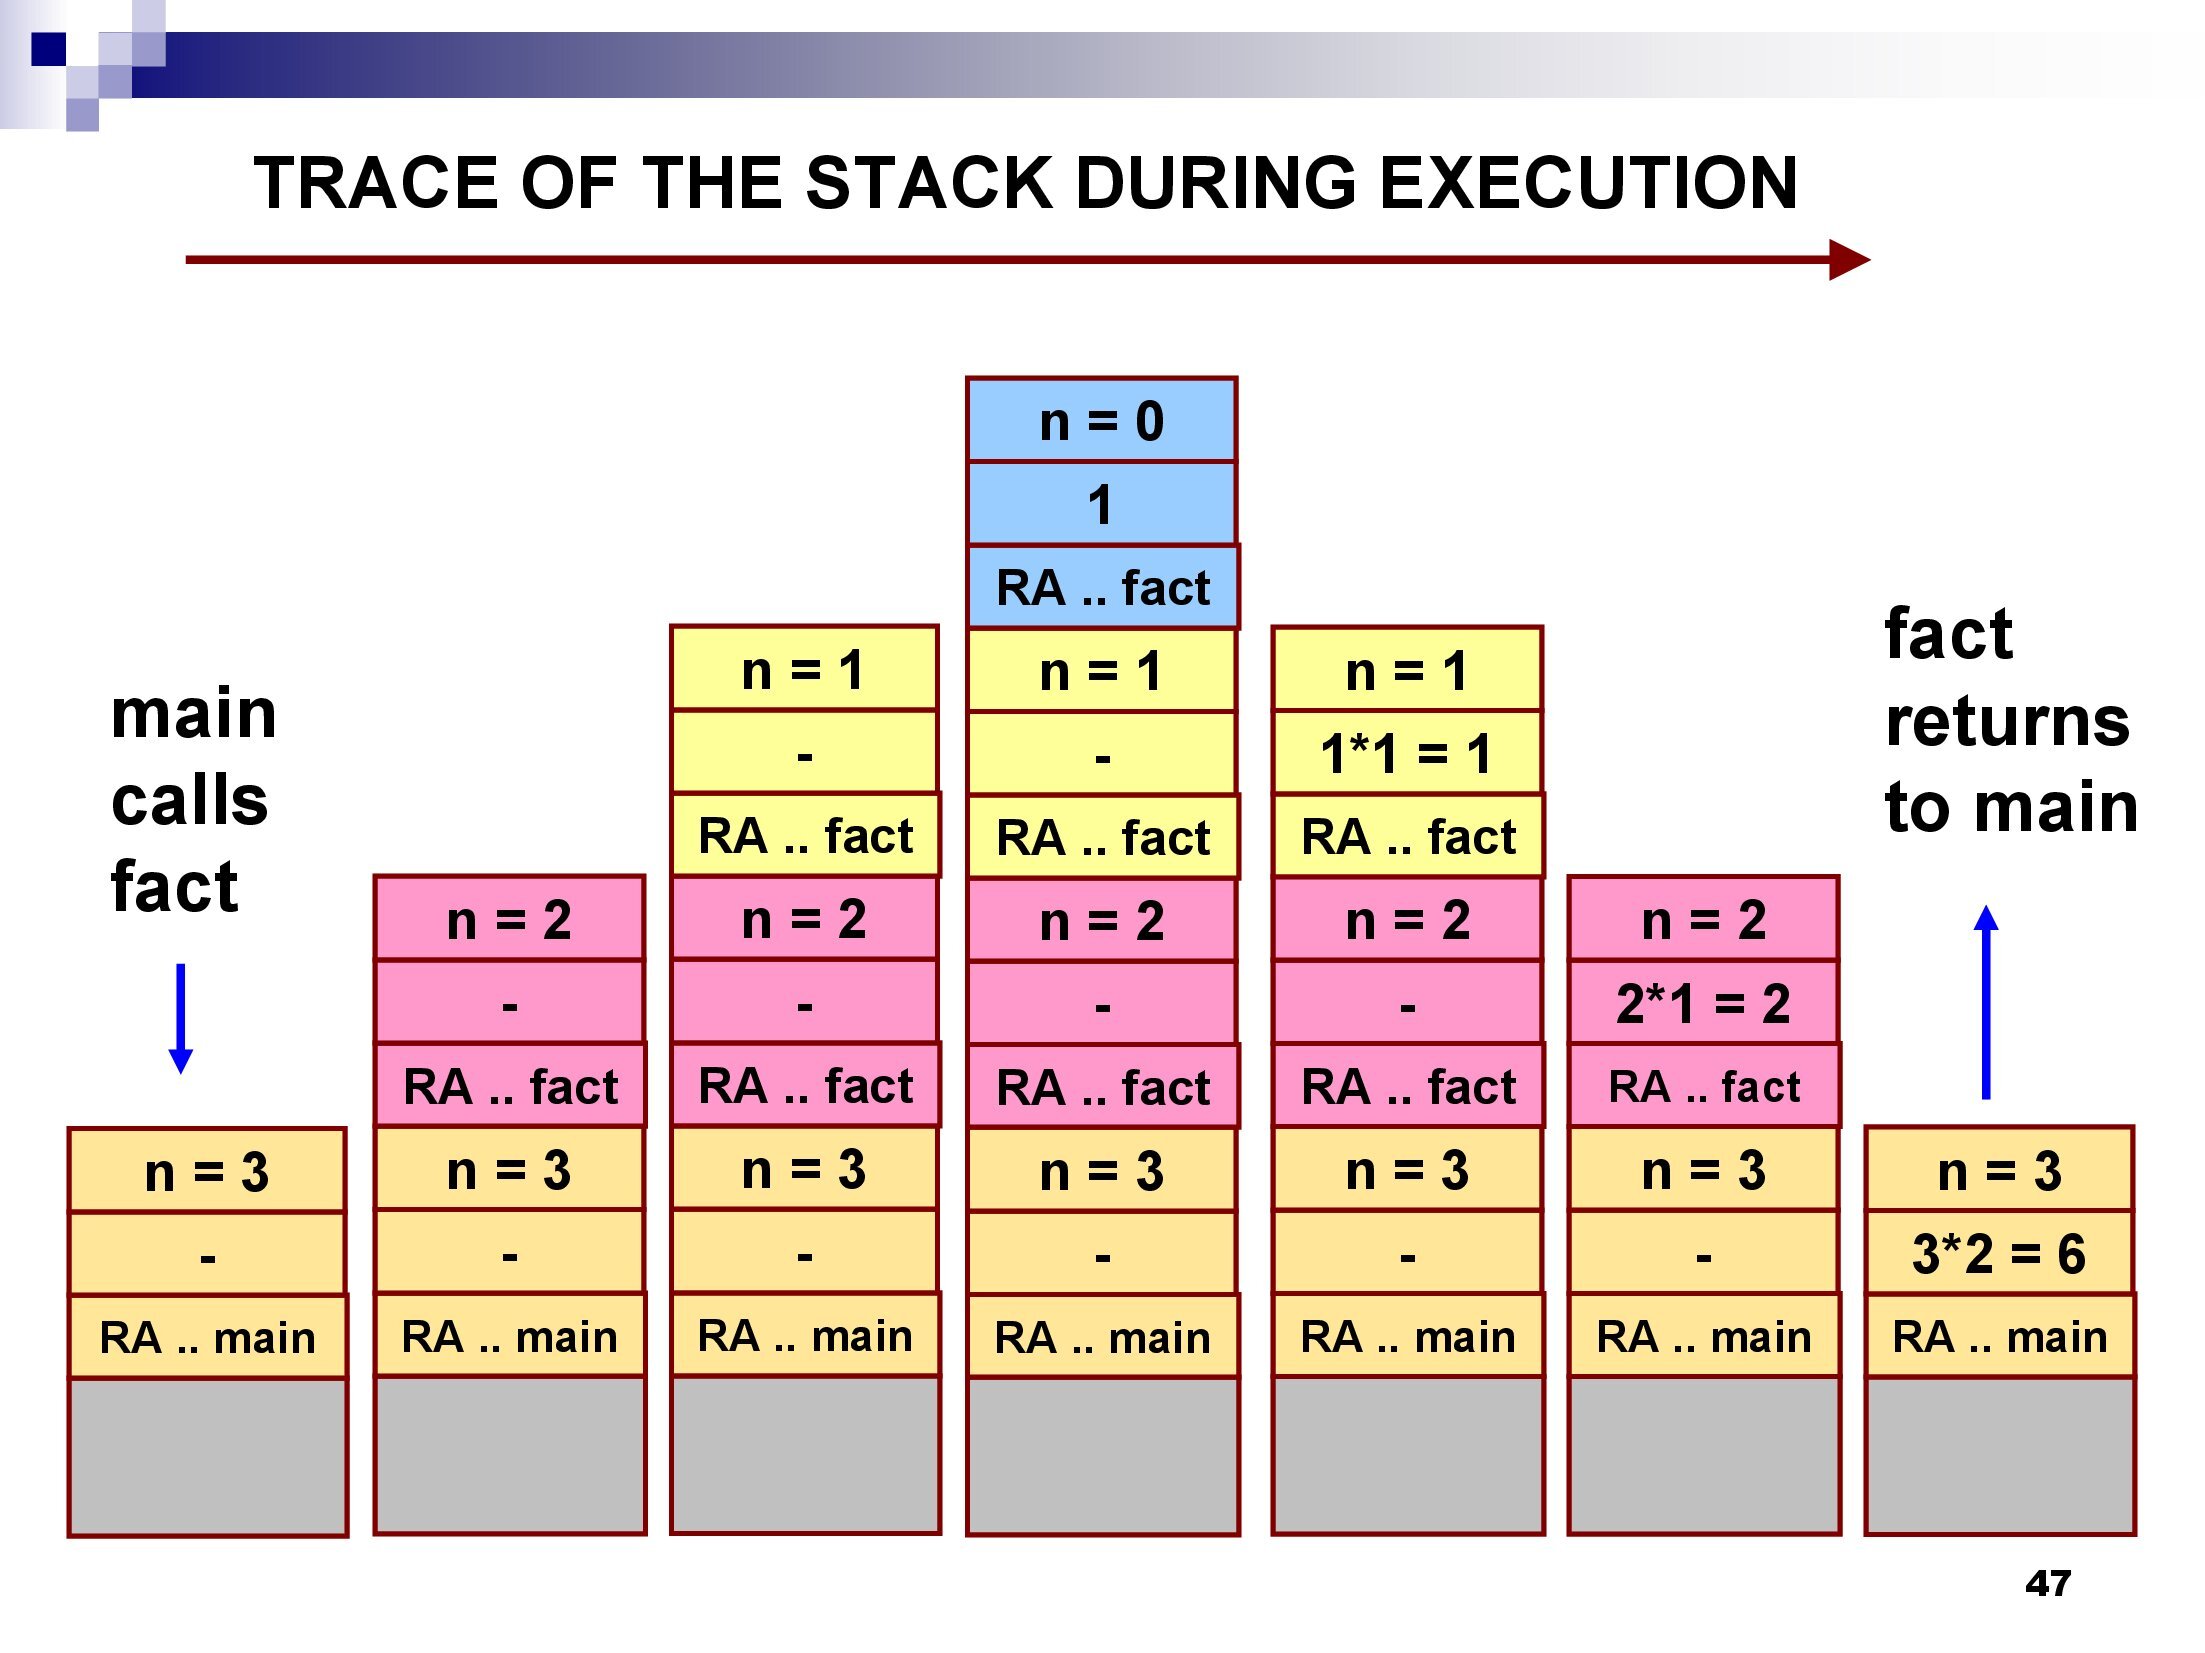 TRACE OF THE STACK DURING EXECUTION
main
calls
fact
n = 3
-
RA .. main
n = 2
-
RA .. fact
n = 3
-
RA .. main
n = 1
-
RA .. fact
n = 2
-
RA .. fact
n = 3
-
RA .. main
n = 0
1
RA .. fact
n = 1
-
RA .. fact
n = 2
-
RA .. fact
n = 3
-
RA .. main
n = 1
1*1 = 1
RA .. fact
n = 2
-
RA .. fact
n = 3
-
RA .. main
n = 2
2*1 = 2
RA .. fact
n = 3
-
RA .. main
fact
returns
to main
n = 3
3*2 = 6
RA .. main
47